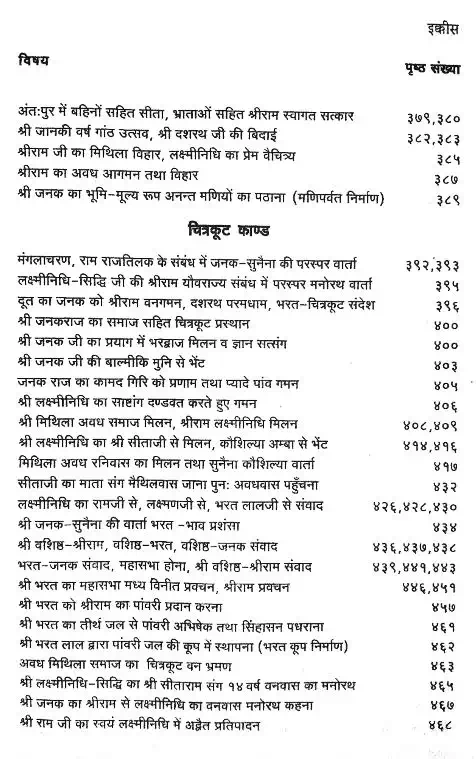 इक्कीस
विषय पृष्ठ संख्या
अंतःपुर में बहिनों सहित सीता, भ्राताओं सहित श्रीराम स्वागत सत्कार ३७९,३८०
श्री जानकी वर्ष गांठ उत्सव, श्री दशरथ जी की बिदाई ३८२,३८३
श्रीराम जी का मिथिला विहार, लक्ष्मीनिधि का प्रेम वैचित्र्य ३८५
श्रीराम का अवध आगमन तथा विहार ३८७
श्री जनक का भूमि-मूल्य रूप अनन्त मणियों का पठाना (मणिपर्वत निर्माण) ३८९
चित्रकूट काण्ड
मंगलाचरण, राम राजतिलक के संबंध में जनक-सुनैना की परस्पर वार्ता ३९२,३९३
लक्ष्मीनिधि-सिद्धि जी की श्रीराम यौवराज्य संबंध में परस्पर मनोरथ वार्ता ३९५
दूत का जनक को श्रीराम वनगमन, दशरथ परमधाम, भरत-चित्रकूट संदेश ३९६
श्री जनकराज का समाज सहित चित्रकूट प्रस्थान ४००
श्री जनक जी का प्रयाग में भरद्वाज मिलन व ज्ञान सत्संग ४००
श्री जनक जी की बाल्मीकि मुनि से भेंट ४०३
जनक राज का कामद गिरि को प्रणाम तथा प्यादे पांव गमन ४०५
श्री लक्ष्मीनिधि का साष्टांग दण्डवत करते हुए गमन ४०६
श्री मिथिला अवध समाज मिलन, श्रीराम लक्ष्मीनिधि मिलन ४०८,४०९
श्री लक्ष्मीनिधि का श्री सीताजी से मिलन, कौशिल्या अम्बा से भेंट ४१४,४१६
मिथिला अवध रनिवास का मिलन तथा सुनैना कौशिल्या वार्ता ४१७
सीताजी का माता संग मैथिलवास जाना पुनः अवधवास पहुँचना ४३२
लक्ष्मीनिधि का रामजी से, लक्ष्मणजी से, भरत लालजी से संवाद ४२६,४२८,४३०
श्री जनक-सुनैना की वार्ता भरत -भाव प्रशंसा ४३४
श्री वशिष्ठ-श्रीराम, वशिष्ठ-भरत, वशिष्ठ-जनक संवाद ४३६,४३७,४३८
भरत-जनक संवाद, महासभा होना, श्री वशिष्ठ-श्रीराम संवाद ४३९,४४१,४४३
श्री भरत का महासभा मध्य विनीत प्रवचन, श्रीराम प्रवचन ४४६,४५१
श्री भरत को श्रीराम का पांवरी प्रदान करना ४५७
श्री भरत का तीर्थ जल से पांवरी अभिषेक तथा सिंहासन पधराना ४६१
श्री भरत लाल द्वारा पांवरी जल की कूप में स्थापना (भरत कूप निर्माण) ४६२
अवध मिथिला समाज का चित्रकूट वन भ्रमण ४६३
श्री लक्ष्मीनिधि-सिद्धि का श्री सीताराम संग १४ वर्ष वनवास का मनोरथ ४६५
श्री जनक का श्रीराम से लक्ष्मीनिधि का वनवास मनोरथ कहना ४६७
श्री राम जी का स्वयं लक्ष्मीनिधि में अद्वैत प्रतिपादन ४६८